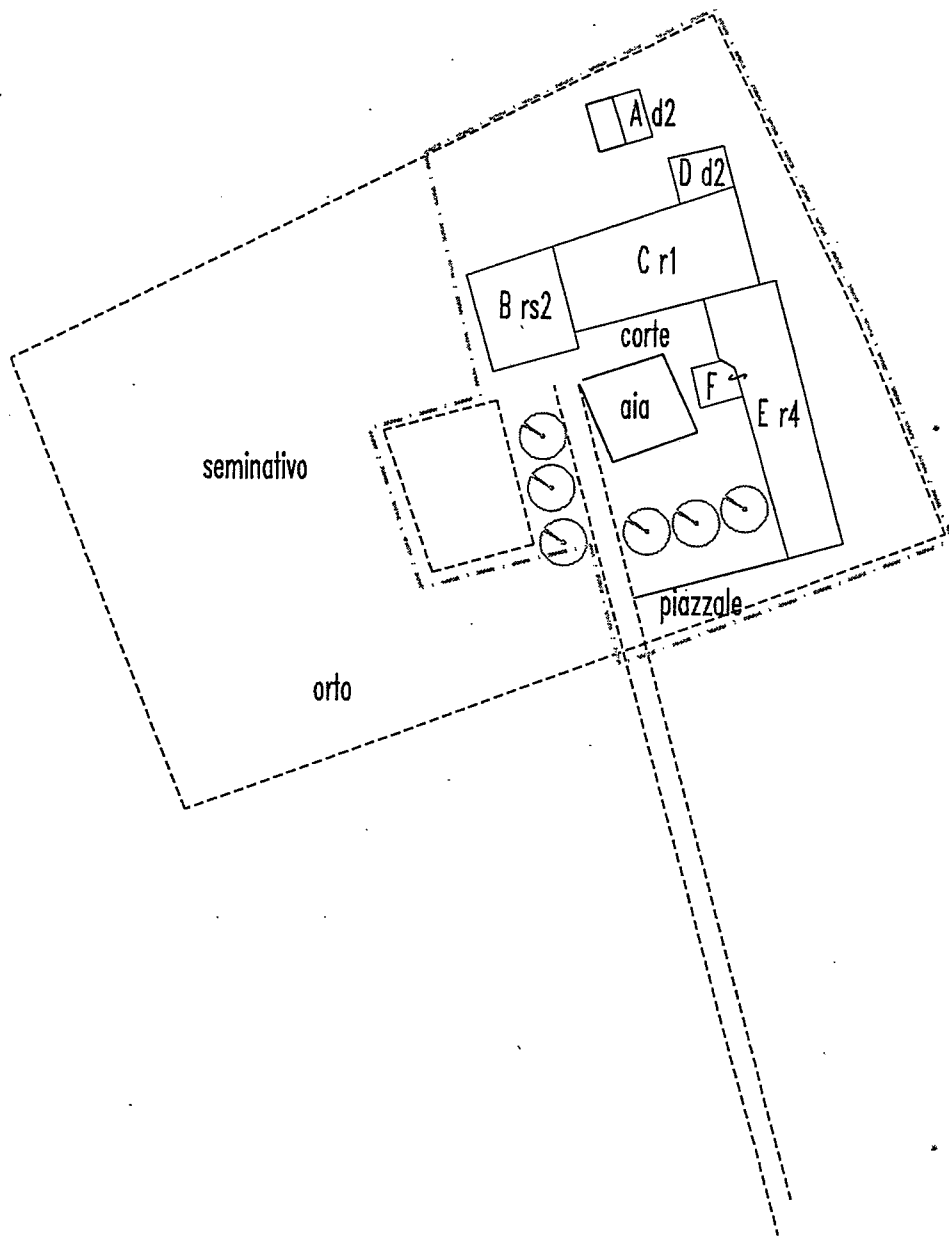 A d2
D d2
C r1
B rs2
corte
F
aia
E r4
seminativo
piazzale
orto